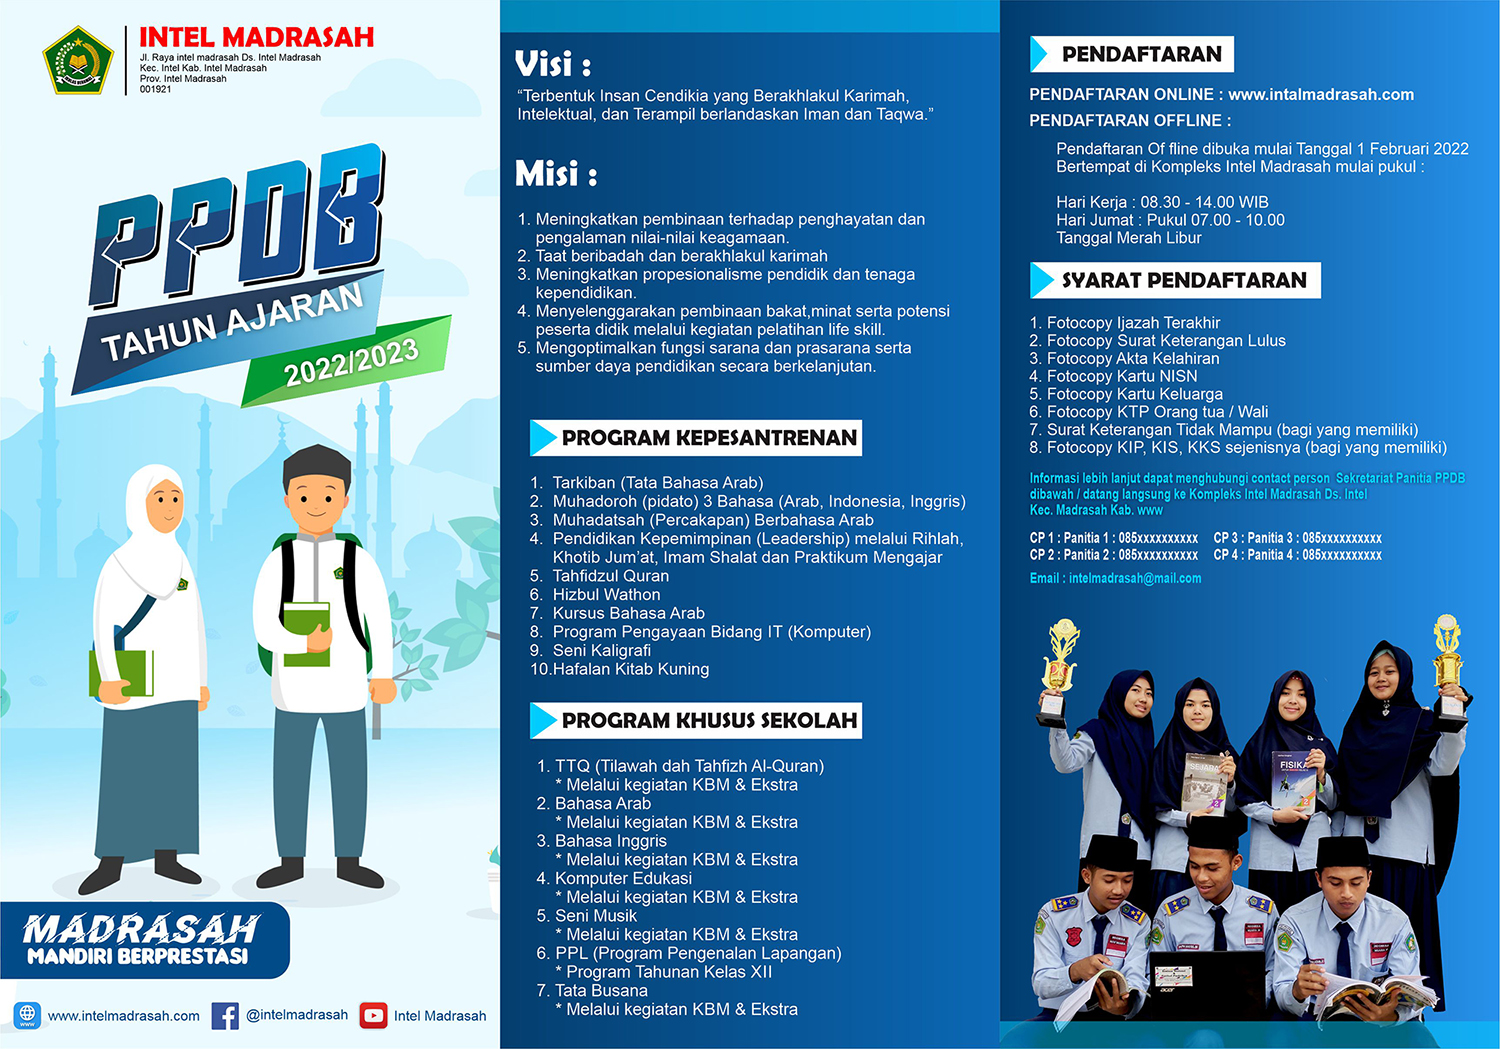 INTEL MADRASAH
Jl. Raya intel madrasah Ds. Intel Madrasah
Kec. Intel Kab. Intel Madrasah
Prov. Intel Madrasah
001921
PPDB
TAHUN AJARAN
2022/2023
MADRASAH
MANDIRI BERPRESTASI
www.intelmadrasah.com
@intelmadrasah
Intel Madrasah
Visi :
“Terbentuk Insan Cendikia yang Berakhlakul Karimah,
Intelektual, dan Terampil berlandaskan Iman dan Taqwa.”
Misi :
1. Meningkatkan pembinaan terhadap penghayatan dan
pengalaman nilai-nilai keagamaan.
2. Taat beribadah dan berakhlakul karimah
3. Meningkatkan propesionalisme pendidik dan tenaga
kependidikan.
4. Menyelenggarakan pembinaan bakat,minat serta potensi
peserta didik melalui kegiatan pelatihan life skill.
5. Mengoptimalkan fungsi sarana dan prasarana serta
sumber daya pendidikan secara berkelanjutan.
PROGRAM KEPESANTRENAN
1. Tarkiban (Tata Bahasa Arab)
2. Muhadoroh (pidato) 3 Bahasa (Arab, Indonesia, Inggris)
3. Muhadatsah (Percakapan) Berbahasa Arab
4. Pendidikan Kepemimpinan (Leadership) melalui Rihlah,
Khotib Jum’at, Imam Shalat dan Praktikum Mengajar
5. Tahfidzul Quran
6. Hizbul Wathon
7. Kursus Bahasa Arab
8. Program Pengayaan Bidang IT (Komputer)
9. Seni Kaligrafi
10.Hafalan Kitab Kuning
PROGRAM KHUSUS SEKOLAH
1. TTQ (Tilawah dah Tahfizh Al-Quran)
* Melalui kegiatan KBM & Ekstra
2. Bahasa Arab
* Melalui kegiatan KBM & Ekstra
3. Bahasa Inggris
* Melalui kegiatan KBM & Ekstra
4. Komputer Edukasi
* Melalui kegiatan KBM & Ekstra
5. Seni Musik
* Melalui kegiatan KBM & Ekstra
6. PPL (Program Pengenalan Lapangan)
* Program Tahunan Kelas XII
7. Tata Busana
* Melalui kegiatan KBM & Ekstra
PENDAFTARAN
PENDAFTARAN ONLINE : www.intalmadrasah.com
PENDAFTARAN OFFLINE :
Pendaftaran Of fline dibuka mulai Tanggal 1 Februari 2022
Bertempat di Kompleks Intel Madrasah mulai pukul :
Hari Kerja : 08.30 - 14.00 WIB
Hari Jumat : Pukul 07.00 - 10.00
Tanggal Merah Libur
SYARAT PENDAFTARAN
1. Fotocopy Ijazah Terakhir
2. Fotocopy Surat Keterangan Lulus
3. Fotocopy Akta Kelahiran
4. Fotocopy Kartu NISN
5. Fotocopy Kartu Keluarga
6. Fotocopy KTP Orang tua / Wali
7. Surat Keterangan Tidak Mampu (bagi yang memiliki)
8. Fotocopy KIP, KIS, KKS sejenisnya (bagi yang memiliki)
Informasi lebih lanjut dapat menghubungi contact person Sekretariat Panitia PPDB
dibawah / datang langsung ke Kompleks Intel Madrasah Ds. Intel
Kec. Madrasah Kab. www
CP 1 : Panitia 1 : 085xxxxxxxxxx CP 3 : Panitia 3 : 085xxxxxxxxxx
CP 2 : Panitia 2 : 085xxxxxxxxxx CP 4 : Panitia 4 : 085xxxxxxxxxx
Email : intelmadrasah@mail.com
SEJARAH
FISIKA
acer